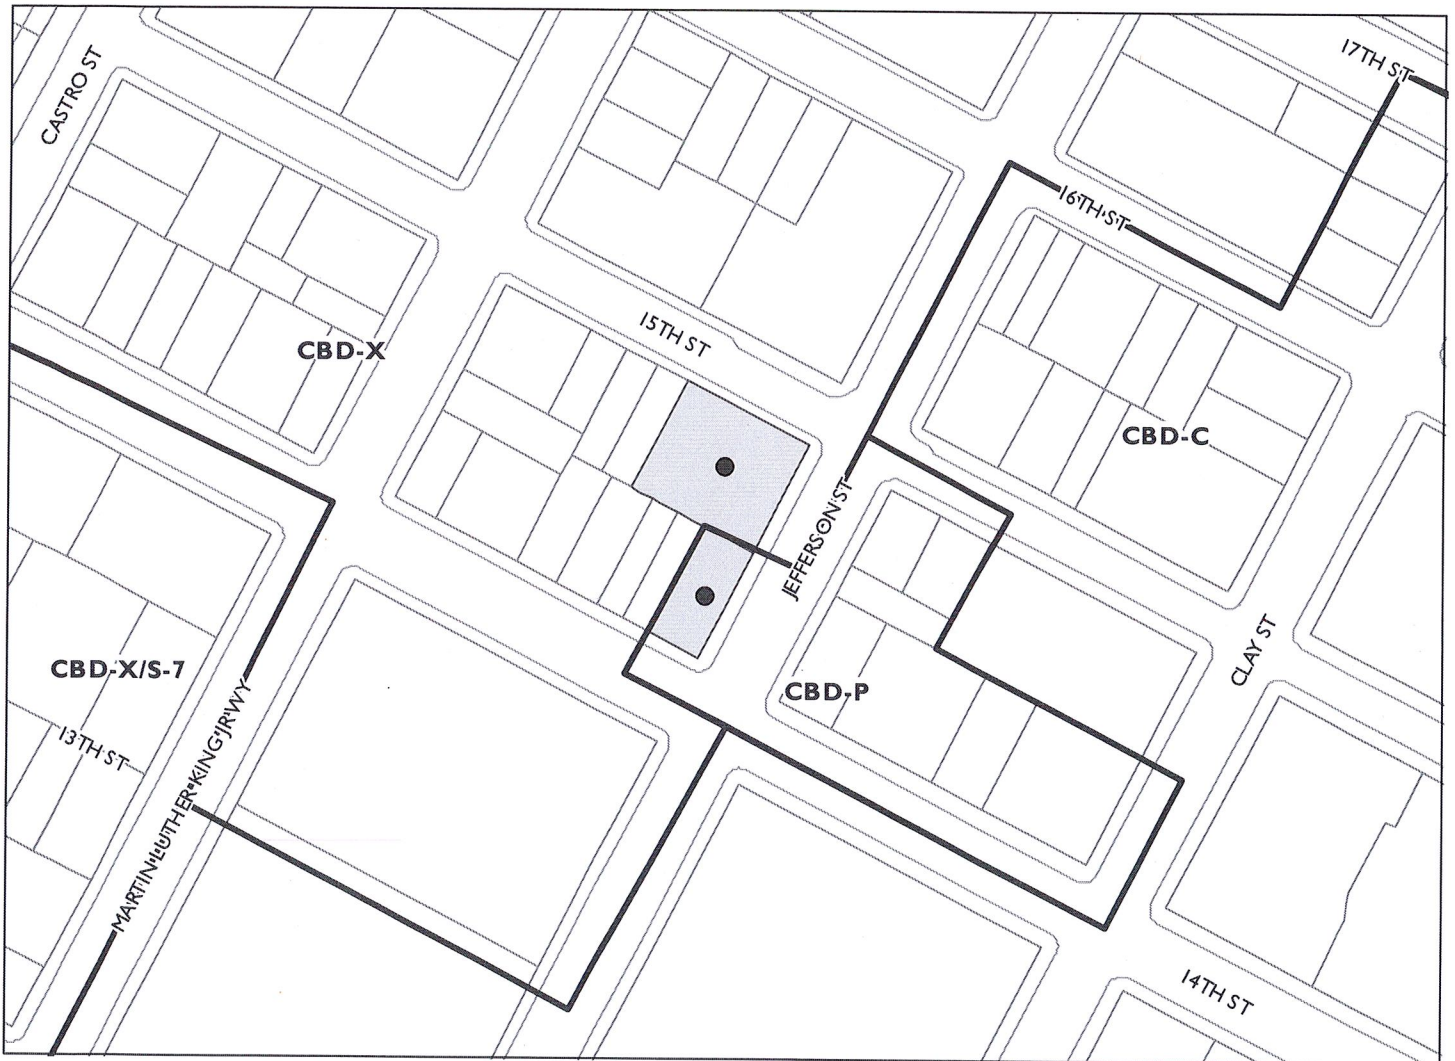 CASTRO ST
17TH ST
16TH ST
15TH ST
CBD-X
CBD-C
JEFFERSON ST
CLAY ST
CBD-X/S-7
CBD-P
13TH ST
MARTIN LUTHER KING JR WY
14TH ST